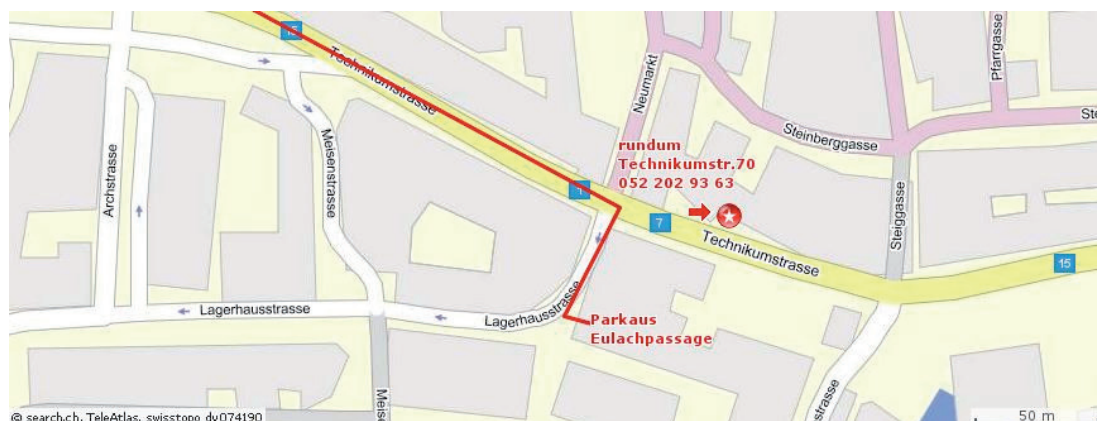 15
Technikumstrasse
Archstrasse
Meisenstrasse
Neumarkt
Pfarrgasse
Steinberggasse
rundum
Technikumstr.70
052 202 93 63
1
7
Technikumstrasse
Steiggasse
15
Lagerhausstrasse
Lagerhausstrasse
Parkaus
Eulachpassage
© search.ch, TeleAtlas, swisstopo dv074190
50 m